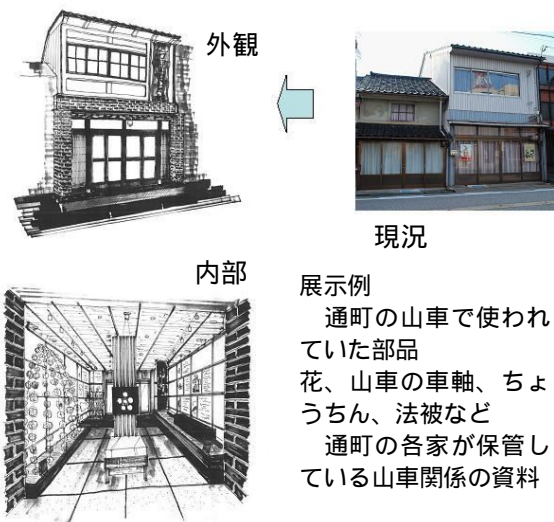 外観
現況
内部
展示例
　通町の山車で使われ
ていた部品
花、山車の車軸、ちょ
うちん、法被など
　通町の各家が保管し
ている山車関係の資料